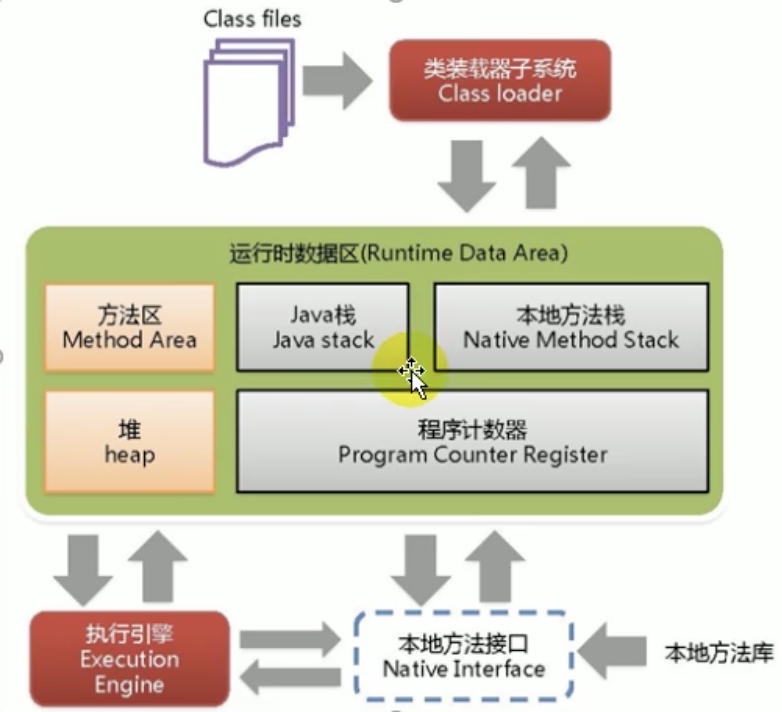 Class files
类装载器子系统
Class loader
运行时数据区(Runtime Data Area)
方法区
Method Area
Java栈
Java stack
本地方法栈
Native Method Stack
堆
heap
程序计数器
Program Counter Register
执行引擎
Execution
Engine
本地方法接口
Native Interface
本地方法库